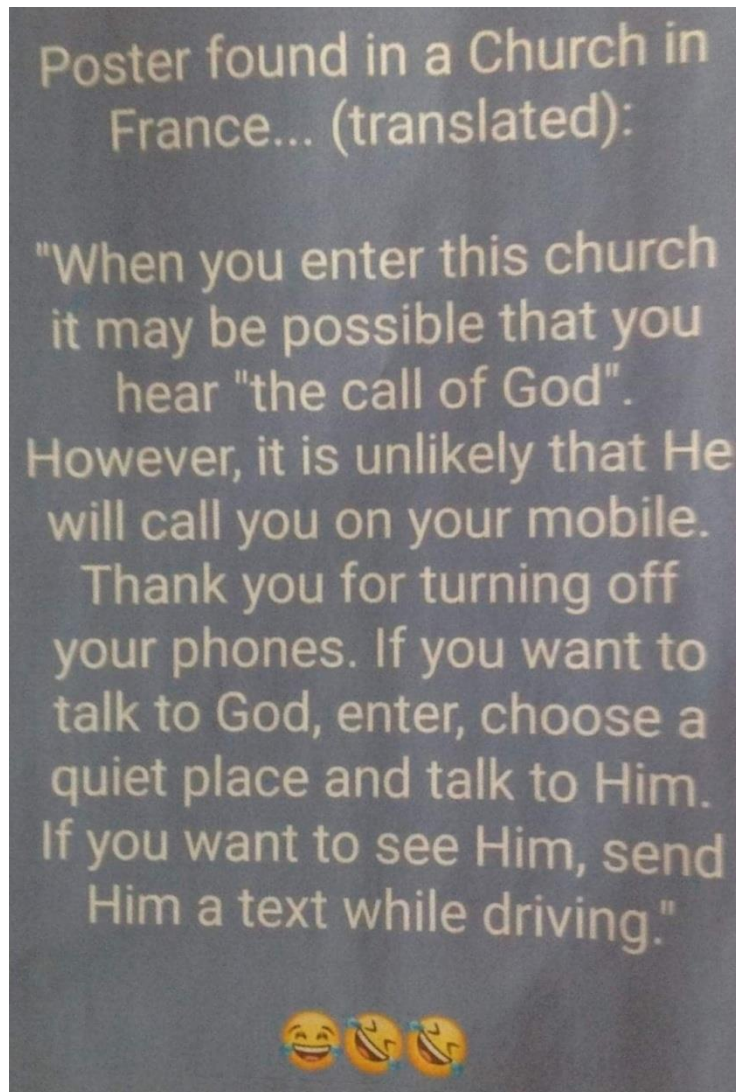 Poster found in a Church in
France... (translated):
"When you enter this church
it may be possible that you
hear "the call of God".
However, it is unlikely that He
will call you on your mobile.
Thank you for turning off
your phones. If you want to
talk to God, enter, choose a
quiet place and talk to Him.
If you want to see Him, send
Him a text while driving."
😂🤣🤣